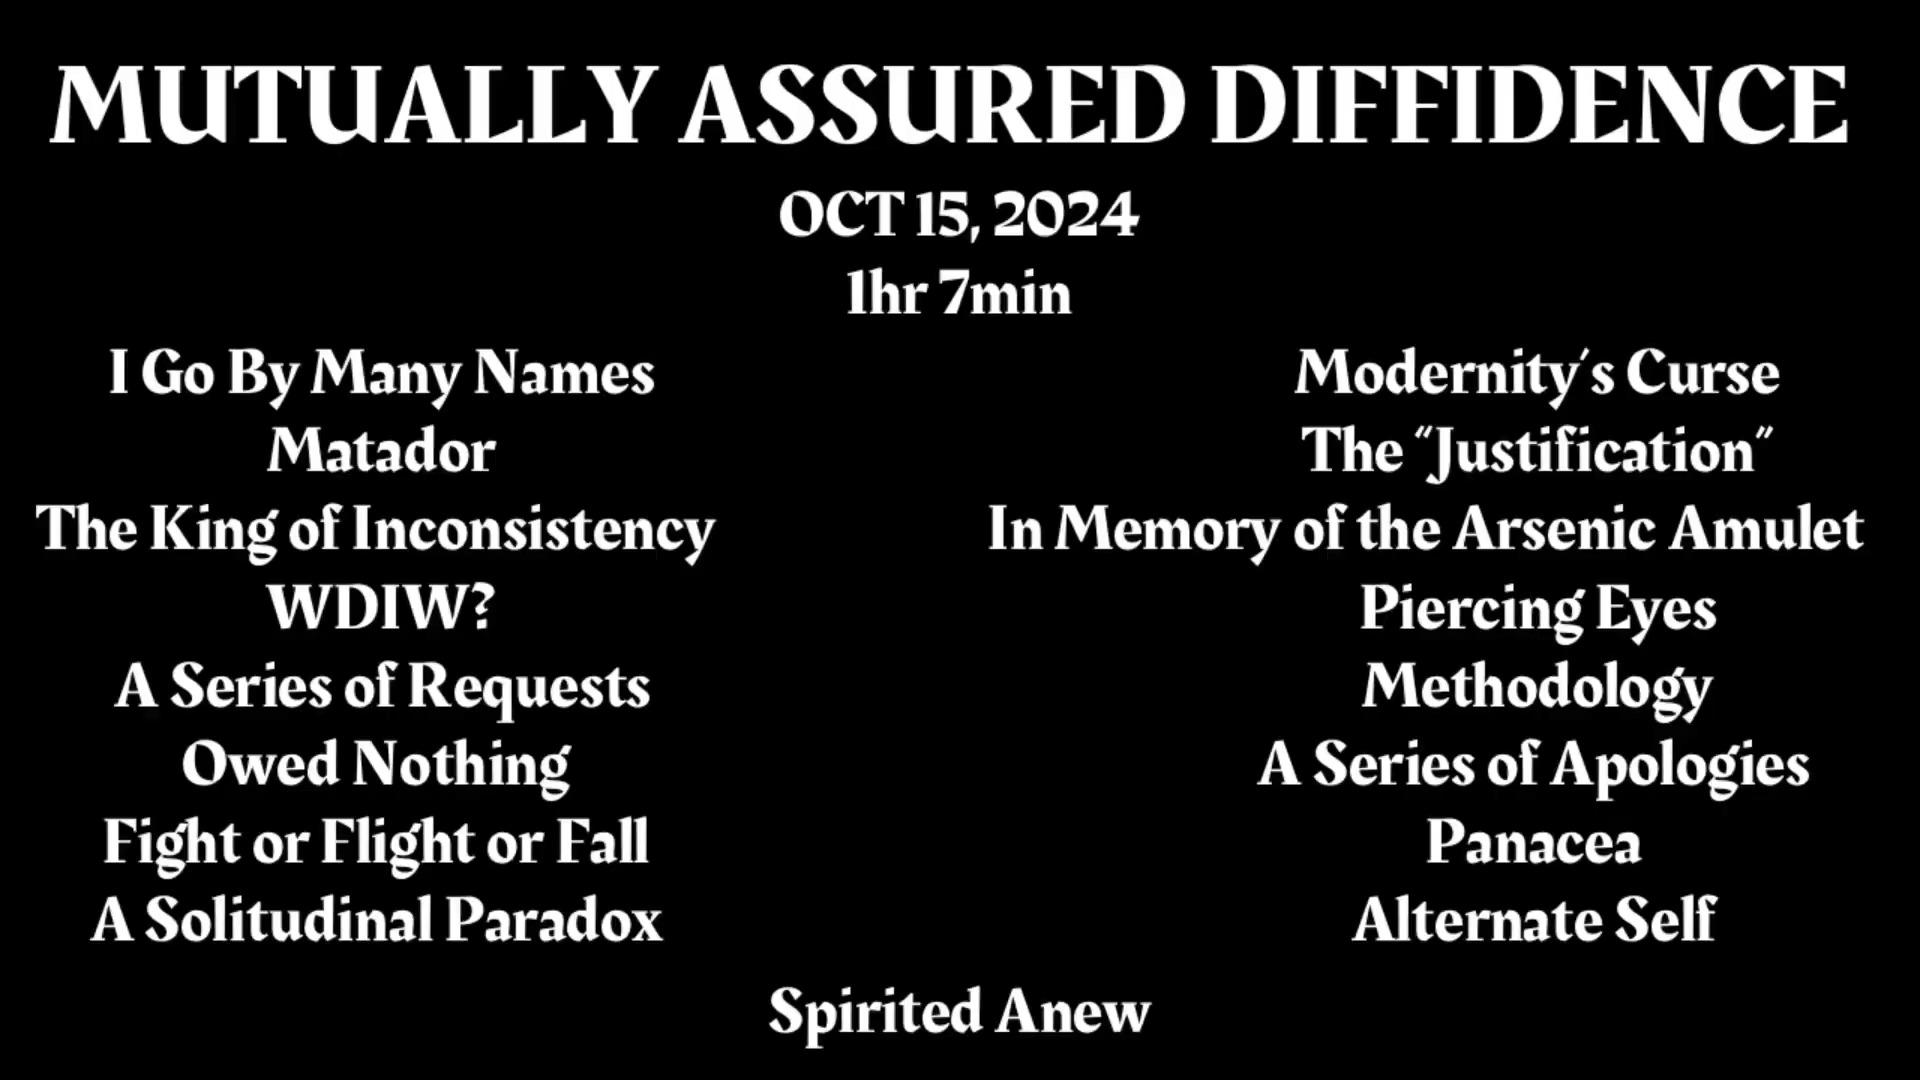 MUTUALLY ASSURED DIFFIDENCE
OCT 15, 2024
1hr 7min
I Go By Many Names
Matador
The King of Inconsistency
WDIW?
A Series of Requests
Owed Nothing
Fight or Flight or Fall
A Solitudinal Paradox
Modernity's Curse
The "Justification"
In Memory of the Arsenic Amulet
Piercing Eyes
Methodology
A Series of Apologies
Panacea
Alternate Self
Spirited Anew